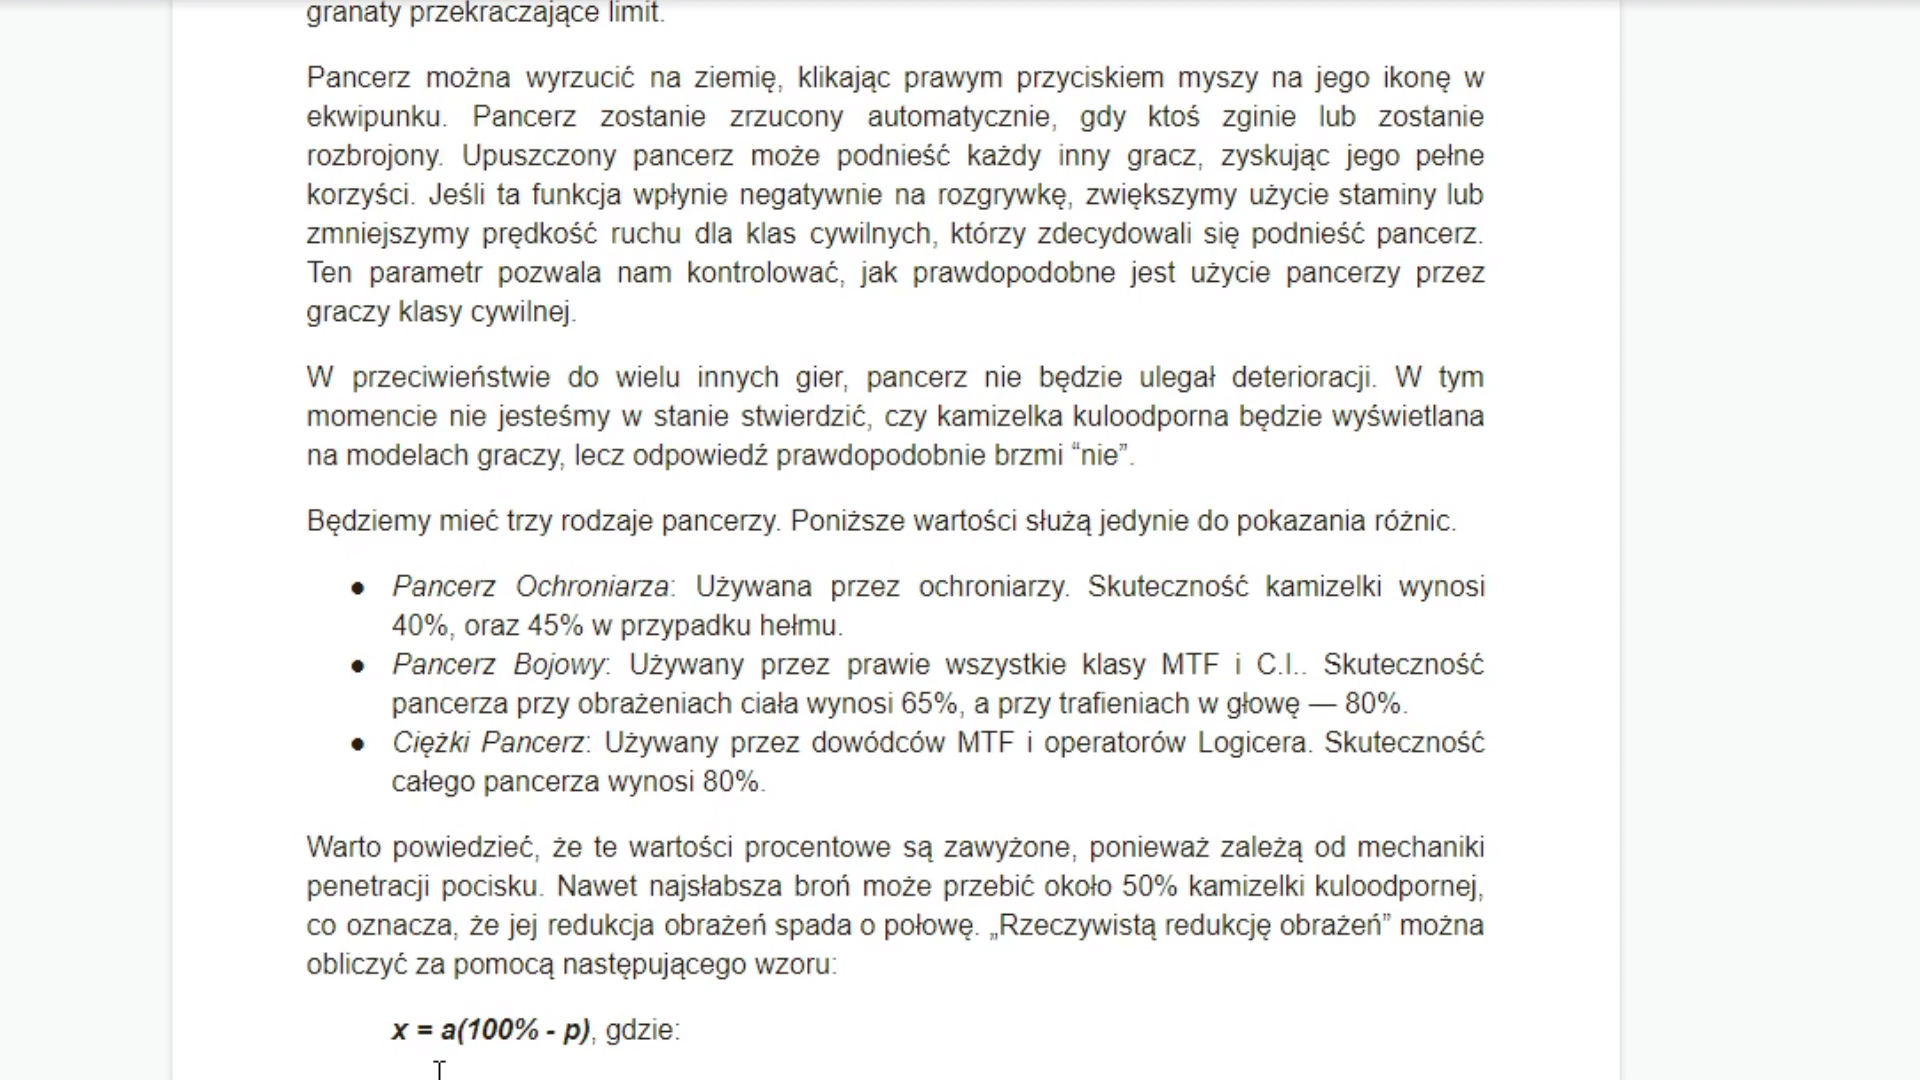 granaty przekraczające limit.
Pancerz można wyrzucić na ziemię, klikając prawym przyciskiem myszy na jego ikonę w
ekwipunku. Pancerz zostanie zrzucony automatycznie, gdy ktoś zginie lub zostanie
rozbrojony. Upuszczony pancerz może podnieść każdy inny gracz, zyskując jego pełne
korzyści. Jeśli ta funkcja wpłynie negatywnie na rozgrywkę, zwiększymy użycie staminy lub
zmniejszymy prędkość ruchu dla klas cywilnych, którzy zdecydowali się podnieść pancerz.
Ten parametr pozwala nam kontrolować, jak prawdopodobne jest użycie pancerzy przez
graczy klasy cywilnej.
W przeciwieństwie do wielu innych gier, pancerz nie będzie ulegał deterioracji. W tym
momencie nie jesteśmy w stanie stwierdzić, czy kamizelka kuloodporna będzie wyświetlana
na modelach graczy, lecz odpowiedź prawdopodobnie brzmi “nie”.
Będziemy mieć trzy rodzaje pancerzy. Poniższe wartości służą jedynie do pokazania różnic.
● Pancerz Ochroniarza: Używana przez ochroniarzy. Skuteczność kamizelki wynosi
40%, oraz 45% w przypadku hełmu.
● Pancerz Bojowy: Używany przez prawie wszystkie klasy MTF i C.I.. Skuteczność
pancerza przy obrażeniach ciała wynosi 65%, a przy trafieniach w głowę — 80%.
● Ciężki Pancerz: Używany przez dowódców MTF i operatorów Logicera. Skuteczność
całego pancerza wynosi 80%.
Warto powiedzieć, że te wartości procentowe są zawyżone, ponieważ zależą od mechaniki
penetracji pocisku. Nawet najsłabsza broń może przebić około 50% kamizelki kuloodpornej,
co oznacza, że jej redukcja obrażeń spada o połowę. „Rzeczywistą redukcję obrażeń” można
obliczyć za pomocą następującego wzoru:
x = a(100% - p), gdzie: